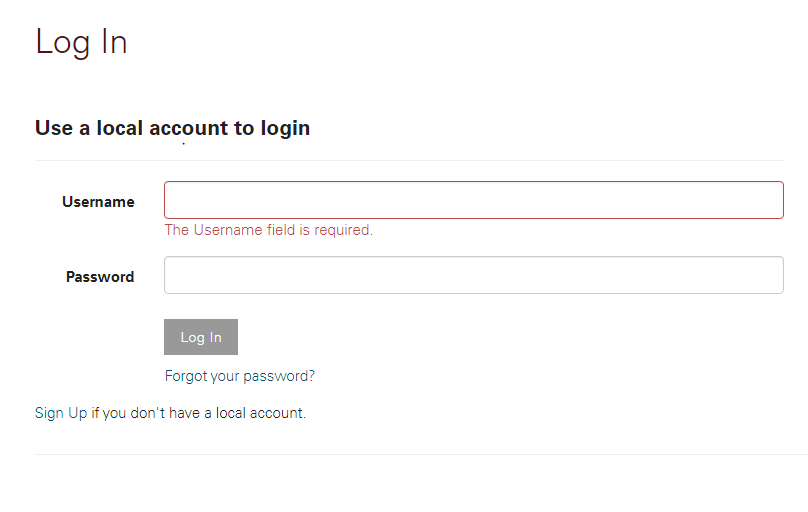 Log In
Use a local account to login
Username
The Username field is required.
Password
Log In
Forgot your password?
Sign Up if you don't have a local account.